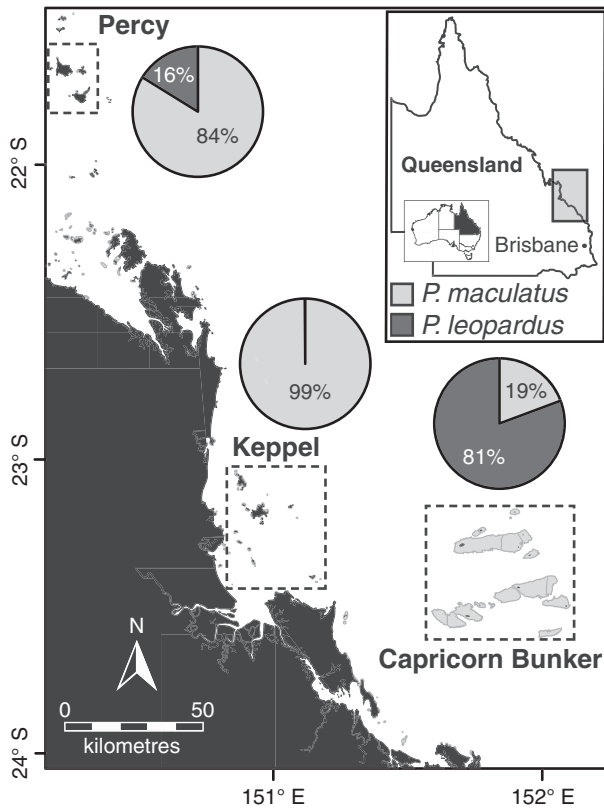 Percy
16%
84%
Queensland
Brisbane
P. maculatus
P. leopardus
22° S
99%
19%
81%
Keppel
23° S
Capricorn Bunker
N
0 50
kilometres
24° S
151° E
152° E